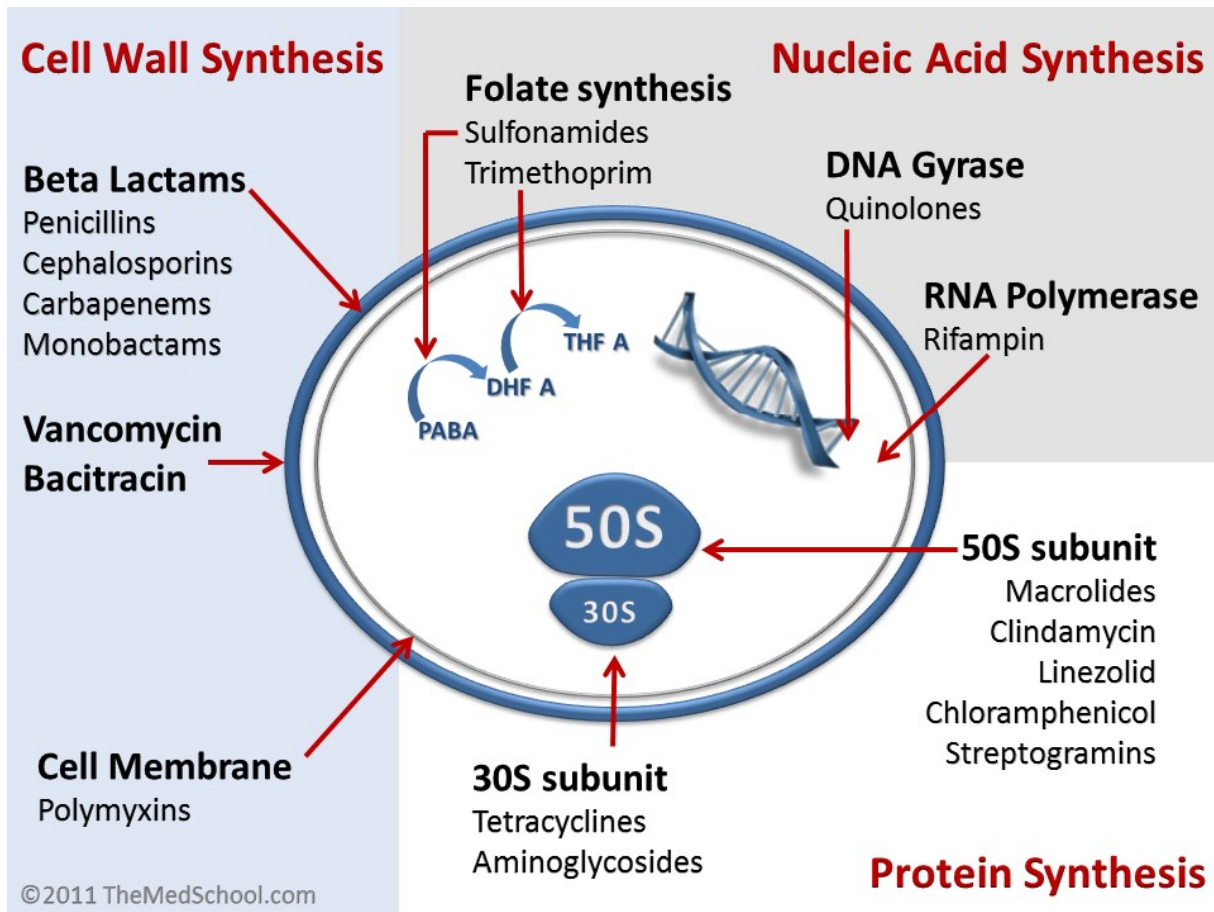 Cell Wall Synthesis
Nucleic Acid Synthesis
Folate synthesis
Sulfonamides
Trimethoprim
Beta Lactams
Penicillins
Cephalosporins
Carbapenems
Monobactams
DNA Gyrase
Quinolones
RNA Polymerase
Rifampin
THF A
DHF A
PABA
Vancomycin
Bacitracin
50S
30S
50S subunit
Macrolides
Clindamycin
Linezolid
Chloramphenicol
Streptogramins
Cell Membrane
Polymyxins
30S subunit
Tetracyclines
Aminoglycosides
Protein Synthesis
©2011 TheMedSchool.com